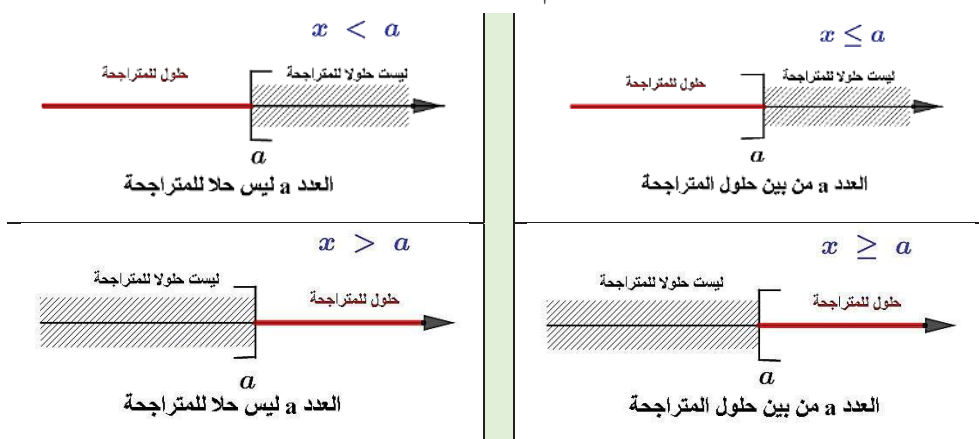 x ≤ a
حلول للمتراجحة
ليست حلولا للمتراجحة
a
العدد a من بين حلول المتراجحة
x < a
حلول للمتراجحة
ليست حلولا للمتراجحة
a
العدد a ليس حلا للمتراجحة
x ≥ a
ليست حلولا للمتراجحة
حلول للمتراجحة
a
العدد a من بين حلول المتراجحة
x > a
ليست حلولا للمتراجحة
حلول للمتراجحة
a
العدد a ليس حلا للمتراجحة